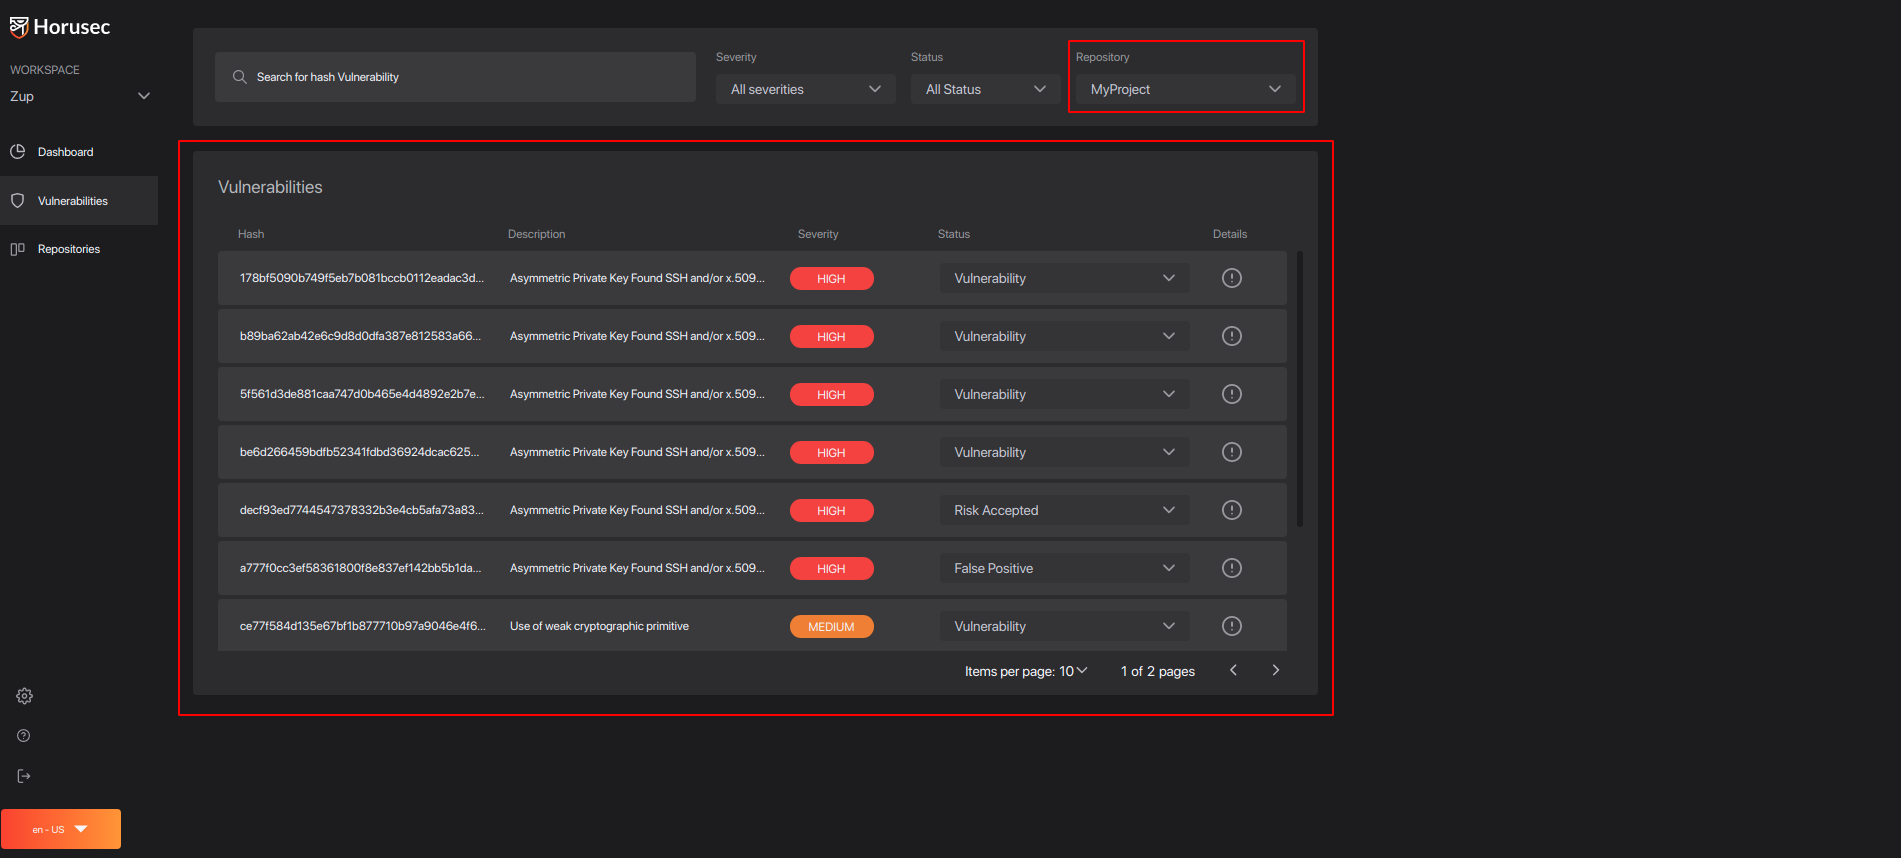 Horusec
WORKSPACE
Zup
Dashboard
Vulnerabilities
Repositories
en - US
Search for hash Vulnerability
Severity
All severities
Status
All Status
Repository
MyProject
Vulnerabilities
Hash Description Severity Status Details
178bf5090b749f5eb7b081bccb0112eadac3d... Asymmetric Private Key Found SSH and/or x.509... HIGH Vulnerability
b89ba62ab42e6c9d8d0dfa387e812583a66... Asymmetric Private Key Found SSH and/or x.509... HIGH Vulnerability
5f561d3de881caa747d0b465e4d4892e2b7e... Asymmetric Private Key Found SSH and/or x.509... HIGH Vulnerability
be6d266459bdfb52341fdbd36924dcac625... Asymmetric Private Key Found SSH and/or x.509... HIGH Vulnerability
decf93ed7744547378332b3e4cb5afa73a83... Asymmetric Private Key Found SSH and/or x.509... HIGH Risk Accepted
a777f0cc3ef58361800f8e837ef142bb5b1da... Asymmetric Private Key Found SSH and/or x.509... HIGH False Positive
ce77f584d135e67bf1b877710b97a9046e4f6... Use of weak cryptographic primitive MEDIUM Vulnerability
Items per page: 10 1 of 2 pages